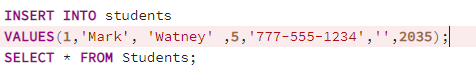 INSERT INTO students
VALUES(1,'Mark', 'Watney' ,5,'777-555-1234','',2035);
SELECT * FROM Students;